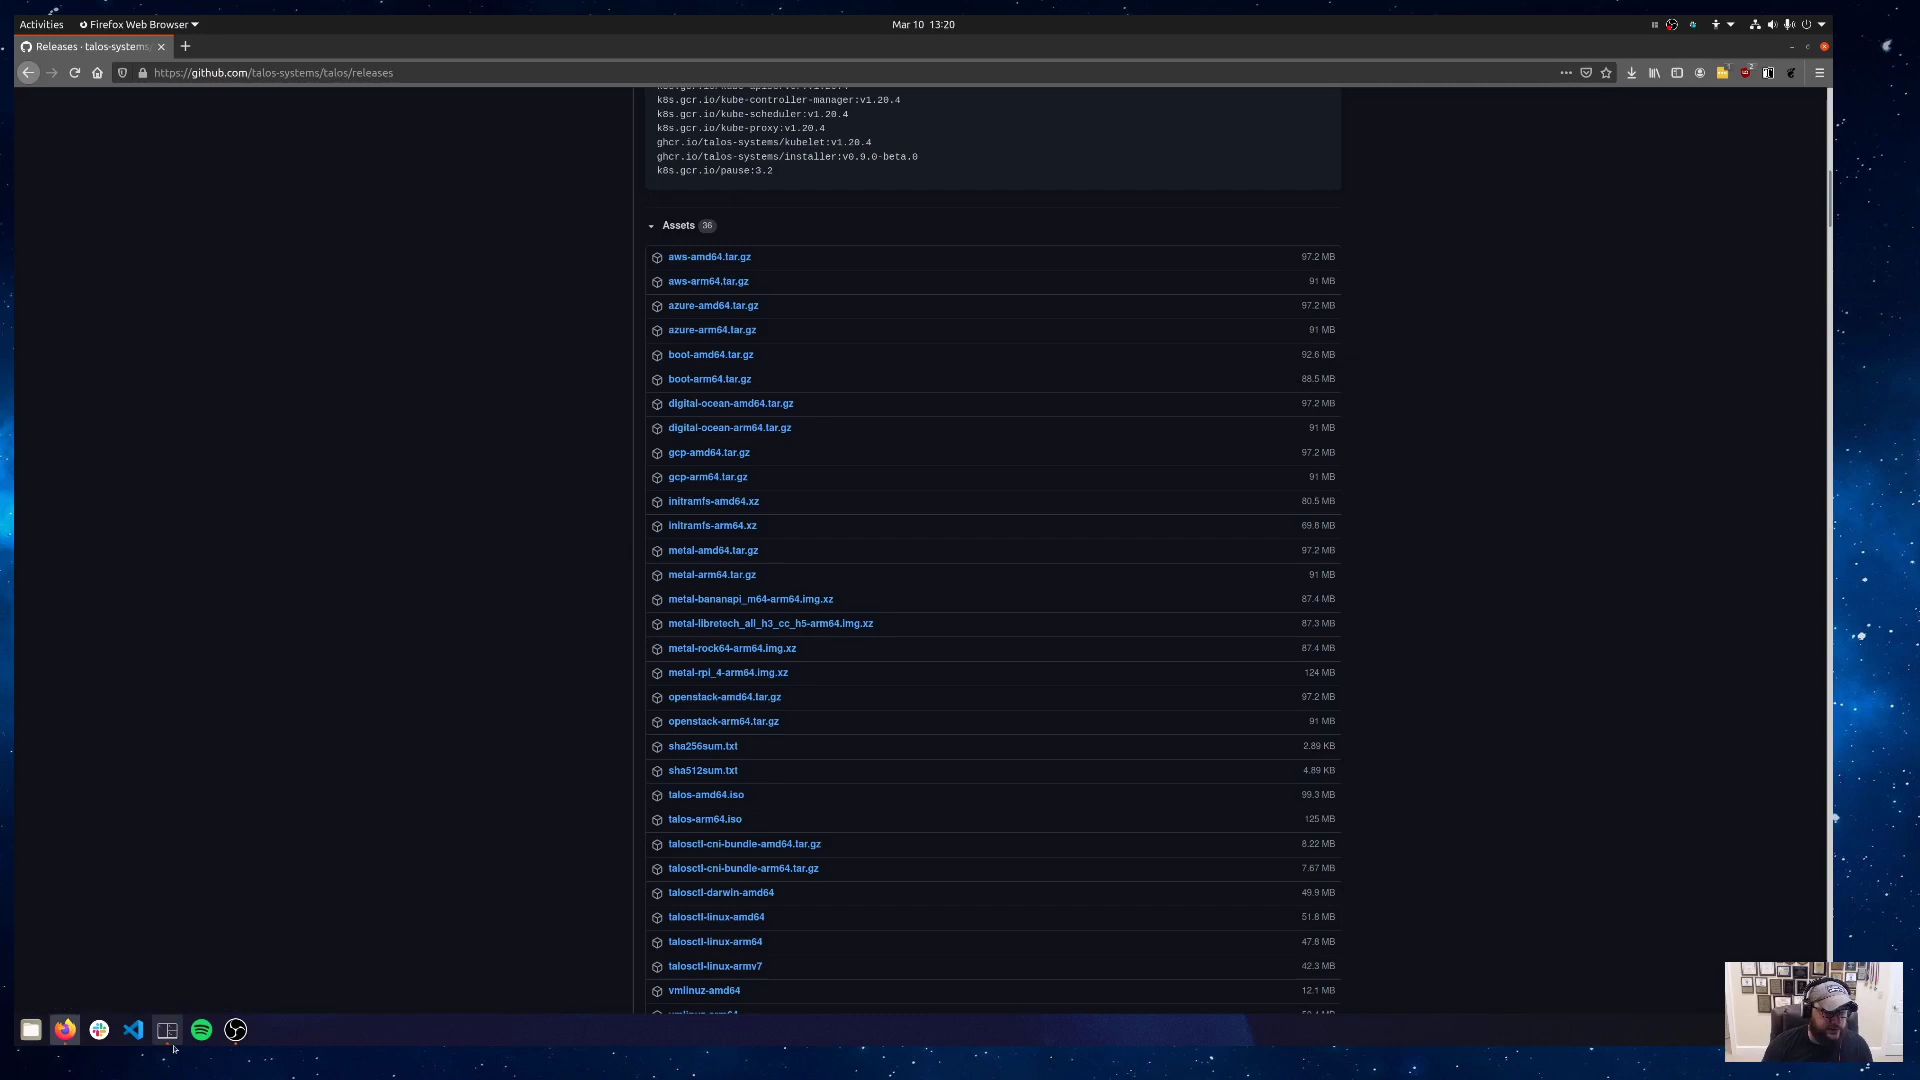 Activities
Firefox Web Browser
Mar 10 13:20
Releases · talos-systems/
https://github.com/talos-systems/talos/releases
k8s.gcr.io/kube-controller-manager:v1.20.4
k8s.gcr.io/kube-scheduler:v1.20.4
k8s.gcr.io/kube-proxy:v1.20.4
ghcr.io/talos-systems/kubelet:v1.20.4
ghcr.io/talos-systems/installer:v0.9.0-beta.0
k8s.gcr.io/pause:3.2
Assets 36
aws-amd64.tar.gz 97.2 MB
aws-arm64.tar.gz 91 MB
azure-amd64.tar.gz 97.2 MB
azure-arm64.tar.gz 91 MB
boot-amd64.tar.gz 92.6 MB
boot-arm64.tar.gz 88.5 MB
digital-ocean-amd64.tar.gz 97.2 MB
digital-ocean-arm64.tar.gz 91 MB
gcp-amd64.tar.gz 97.2 MB
gcp-arm64.tar.gz 91 MB
initramfs-amd64.xz 80.5 MB
initramfs-arm64.xz 69.8 MB
metal-amd64.tar.gz 97.2 MB
metal-arm64.tar.gz 91 MB
metal-bananapi_m64-arm64.img.xz 87.4 MB
metal-libretech_all_h3_cc_h5-arm64.img.xz 87.3 MB
metal-rock64-arm64.img.xz 87.4 MB
metal-rpi_4-arm64.img.xz 124 MB
openstack-amd64.tar.gz 97.2 MB
openstack-arm64.tar.gz 91 MB
sha256sum.txt 2.89 KB
sha512sum.txt 4.89 KB
talos-amd64.iso 99.3 MB
talos-arm64.iso 125 MB
talosctl-cni-bundle-amd64.tar.gz 8.22 MB
talosctl-cni-bundle-arm64.tar.gz 7.67 MB
talosctl-darwin-amd64 49.9 MB
talosctl-linux-amd64 51.8 MB
talosctl-linux-arm64 47.8 MB
talosctl-linux-armv7 42.3 MB
vmlinuz-amd64 12.1 MB